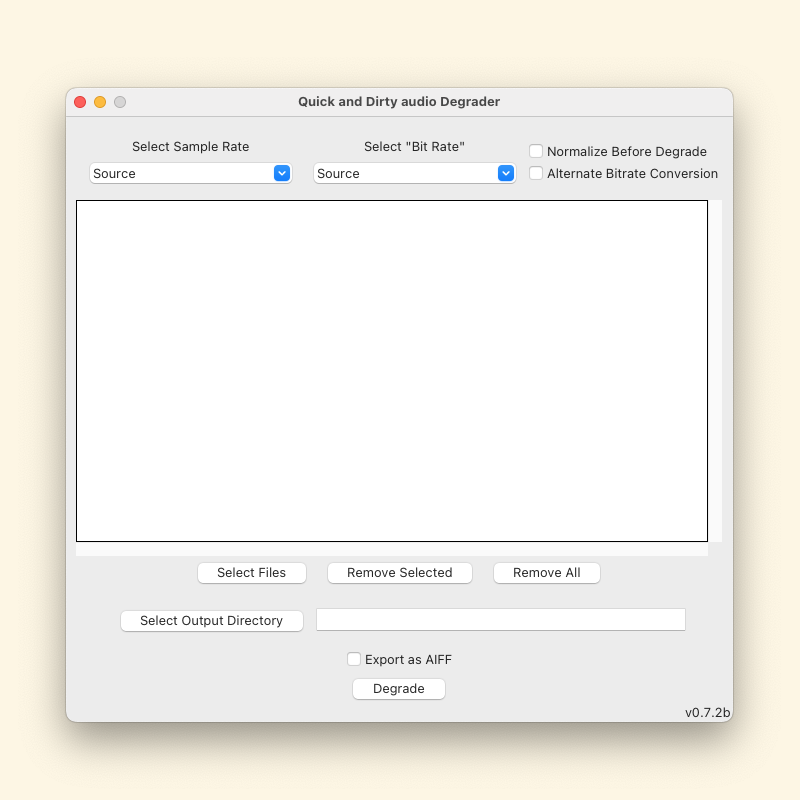 Quick and Dirty audio Degrader
Select Sample Rate
Select "Bit Rate"
Normalize Before Degrade
Source
Source
Alternate Bitrate Conversion
Select Files
Remove Selected
Remove All
Select Output Directory
Export as AIFF
Degrade
v0.7.2b